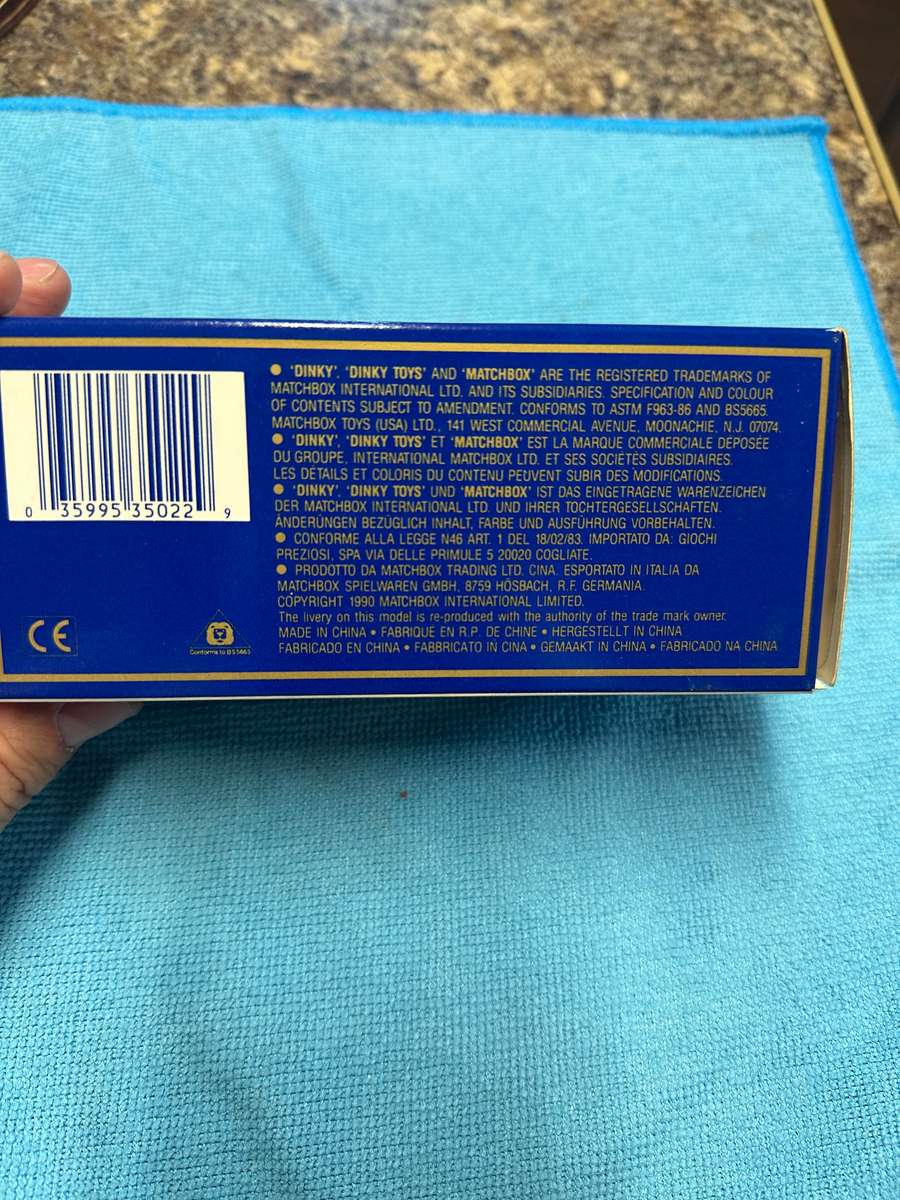 0 35995 35022 9
CE
Conforms to BS 5665
● 'DINKY', 'DINKY TOYS' AND 'MATCHBOX' ARE THE REGISTERED TRADEMARKS OF
MATCHBOX INTERNATIONAL LTD. AND ITS SUBSIDIARIES. SPECIFICATION AND COLOUR
OF CONTENTS SUBJECT TO AMENDMENT. CONFORMS TO ASTM F963-86 AND BS5665.
MATCHBOX TOYS (USA) LTD., 141 WEST COMMERCIAL AVENUE, MOONACHIE, N.J. 07074.
● 'DINKY', 'DINKY TOYS' ET 'MATCHBOX' EST LA MARQUE COMMERCIALE DÉPOSÉE
DU GROUPE, INTERNATIONAL MATCHBOX LTD. ET SES SOCIÉTÉS SUBSIDIAIRES.
LES DÉTAILS ET COLORIS DU CONTENU PEUVENT SUBIR DES MODIFICATIONS.
● 'DINKY', 'DINKY TOYS' UND 'MATCHBOX' IST DAS EINGETRAGENE WARENZEICHEN
DER MATCHBOX INTERNATIONAL LTD. UND IHRER TOCHTERGESELLSCHAFTEN.
ÄNDERÜNGEN BEZÜGLICH INHALT, FARBE UND AUSFÜHRUNG VORBEHALTEN.
● CONFORME ALLA LEGGE N46 ART. 1 DEL 18/02/83. IMPORTATO DA: GIOCHI
PREZIOSI, SPA VIA DELLE PRIMULE 5 20020 COGLIATE.
● PRODOTTO DA MATCHBOX TRADING LTD. CINA. ESPORTATO IN ITALIA DA
MATCHBOX SPIELWAREN GMBH, 8759 HÖSBACH, R.F. GERMANIA.
COPYRIGHT 1990 MATCHBOX INTERNATIONAL LIMITED.
The livery on this model is re-produced with the authority of the trade mark owner.
MADE IN CHINA • FABRIQUE EN R.P. DE CHINE • HERGESTELLT IN CHINA
FABRICADO EN CHINA • FABBRICATO IN CINA • GEMAAKT IN CHINA • FABRICADO NA CHINA